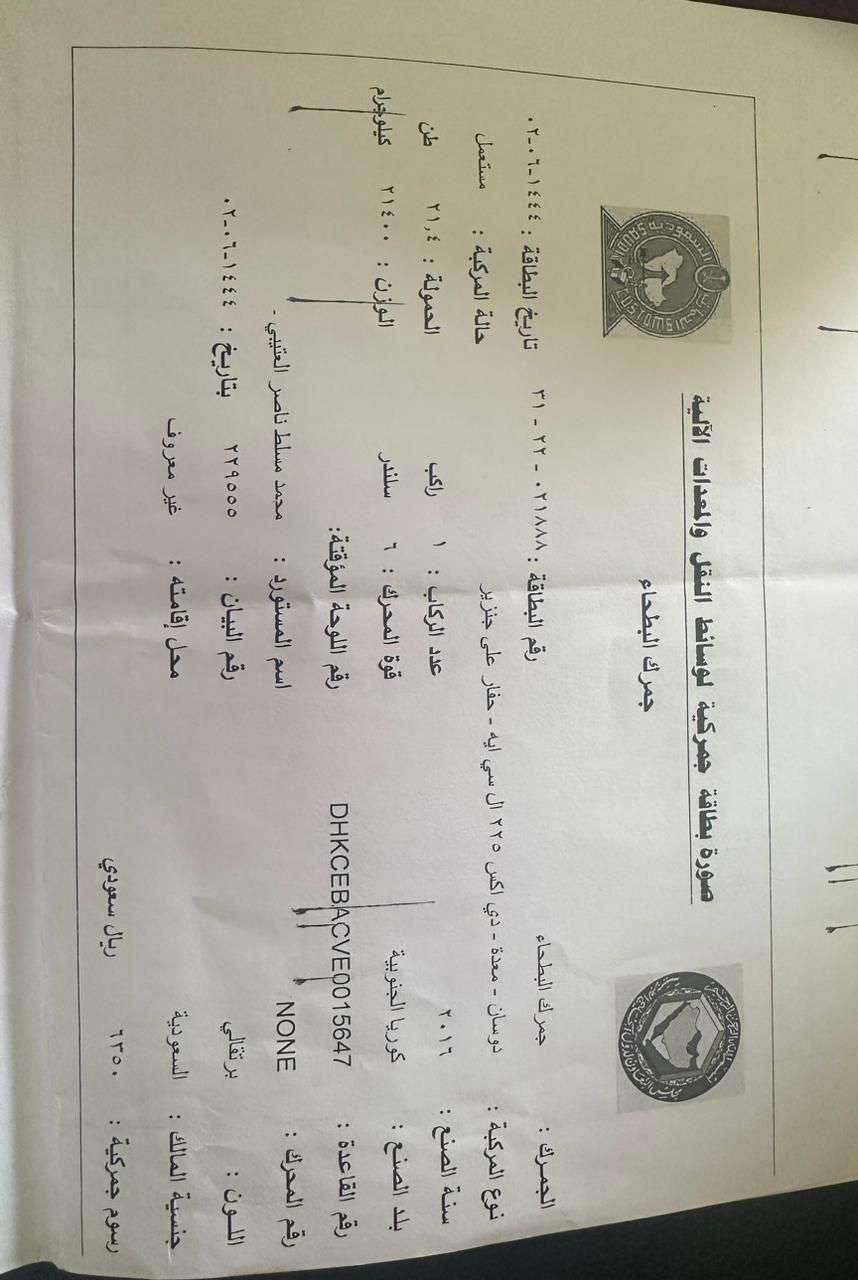 صورة بطاقة جمركية لوسائط النقل والمعدات الآلية
جمرك البطحاء
الجمرك : جمرك البطحاء رقم البطاقة : ٠٢١٨٨٨ - ٢٢ - ٣١ تاريخ البطاقة : ١٤٤٤-٠٦-٠٢
نوع المركبة : دوسان - معدة - دي اكس ٢٢٥ ال سي ايه - حفار على جنزير حالة المركبة : مستعمل
سنة الصنع : ٢٠١٦ عدد الركاب : ١ راكب الحمولة : ٢١,٤ طن
بلد الصنع : كوريا الجنوبية قوة المحرك : ٦ سلندر الوزن : ٢١٤٠٠ كيلوجرام
رقم القاعدة : DHKCEBACVE0015647 رقم اللوحة المؤقتة:
رقم المحرك : NONE اسم المستورد : محمد مسلط ناصر العتيبي -
اللـون : برتقالي رقم البيان : ٢٢٩٥٥٥ بتاريخ : ١٤٤٤-٠٦-٠٢
جنسية المالك : السعودية محل إقامته : غير معروف
رسوم جمركية : ٦٣٥٠ ريال سعودي